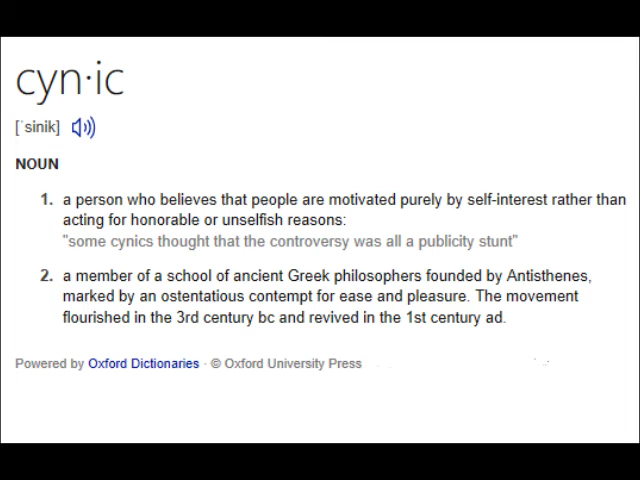 cyn·ic
[ˈsinik]
NOUN
1. a person who believes that people are motivated purely by self-interest rather than
acting for honorable or unselfish reasons:
"some cynics thought that the controversy was all a publicity stunt"
2. a member of a school of ancient Greek philosophers founded by Antisthenes,
marked by an ostentatious contempt for ease and pleasure. The movement
flourished in the 3rd century bc and revived in the 1st century ad.
Powered by Oxford Dictionaries · © Oxford University Press